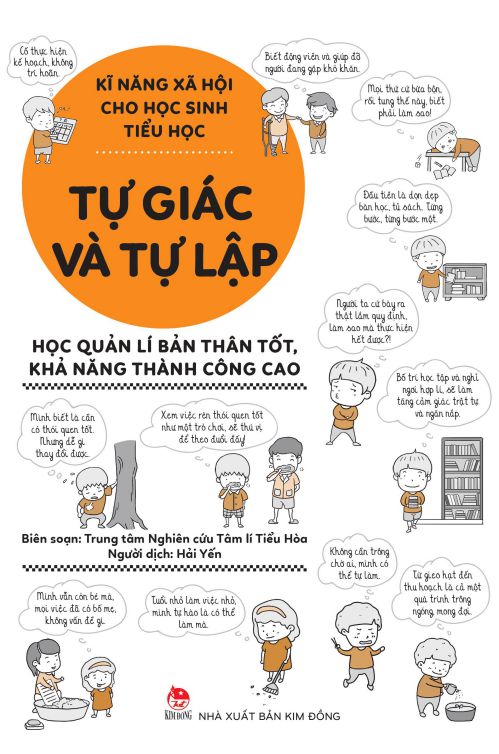 Có thực hiện
kế hoạch, không
trì hoãn.
KĨ NĂNG XÃ HỘI
CHO HỌC SINH
TIỂU HỌC
Biết động viên và giúp đỡ
người đang gặp khó khăn.
Mọi thứ cứ bừa bộn,
rối tung thế này, biết
phải làm sao!
TỰ GIÁC
VÀ TỰ LẬP
Đầu tiên là dọn dẹp
bàn học, tủ sách. Từng
bước, từng bước một.
Người ta cứ bày ra
thật lắm quy định,
làm sao mà thực hiện
hết được?!
HỌC QUẢN LÍ BẢN THÂN TỐT,
KHẢ NĂNG THÀNH CÔNG CAO
Bố trí học tập và nghỉ
ngơi hợp lí, sẽ làm
tăng cảm giác trật tự
và ngăn nắp.
Mình biết là cần
có thói quen tốt.
Nhưng dễ gì
thay đổi được.
Xem việc rèn thói quen tốt
như một trò chơi, sẽ thú vị
để theo đuổi đấy!
Biên soạn: Trung tâm Nghiên cứu Tâm lí Tiểu Hòa
Người dịch: Hải Yến
Không cần trông
chờ ai, mình có
thể tự làm.
Từ gieo hạt đến
thu hoạch là cả một
quá trình trông
ngóng, mong đợi.
Mình vẫn còn bé mà,
mọi việc đã có bố mẹ,
không vấn đề gì.
Tuổi nhỏ làm việc nhỏ,
mình tự hào là có thể
làm mà.
KIM ĐỒNG
NHÀ XUẤT BẢN KIM ĐỒNG